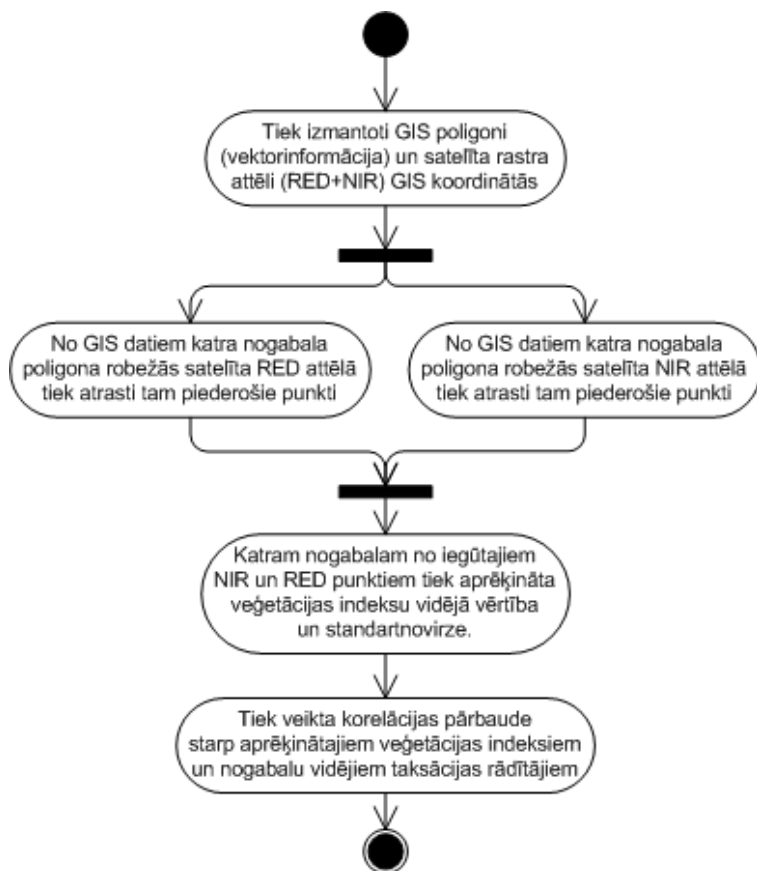 Tiek izmantoti GIS poligoni
(vektorinformācija) un satelīta rastra
attēli (RED+NIR) GIS koordinātās
No GIS datiem katra nogabala
poligona robežās satelīta RED attēlā
tiek atrasti tam piederošie punkti
No GIS datiem katra nogabala
poligona robežās satelīta NIR attēlā
tiek atrasti tam piederošie punkti
Katram nogabalam no iegūtajiem
NIR un RED punktiem tiek aprēķināta
veģetācijas indeksu vidējā vērtība
un standartnovirze.
Tiek veikta korelācijas pārbaude
starp aprēķinātajiem veģetācijas indeksiem
un nogabalu vidējiem taksācijas rādītājiem